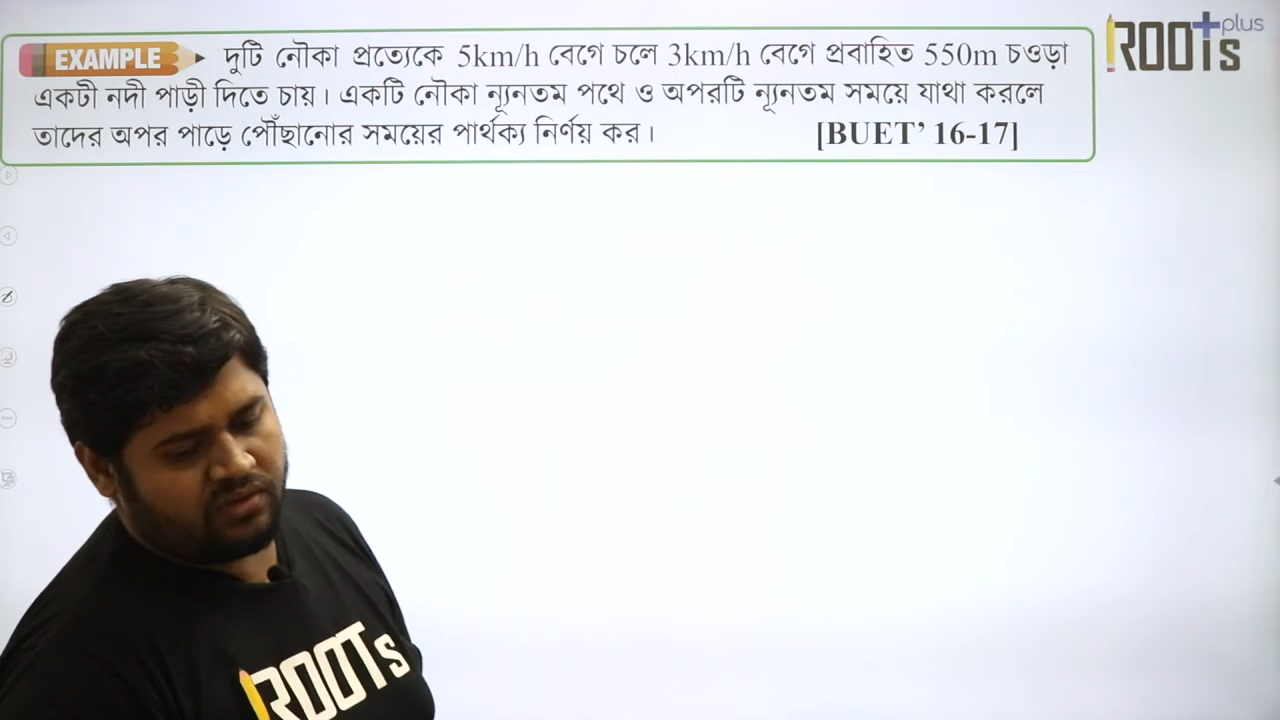 EXAMPLE দুটি নৌকা প্রত্যেকে 5km/h বেগে চলে 3km/h বেগে প্রবাহিত 550m চওড়া
একটী নদী পাড়ী দিতে চায়। একটি নৌকা ন্যূনতম পথে ও অপরটি ন্যূনতম সময়ে যাথা করলে
তাদের অপর পাড়ে পৌঁছানোর সময়ের পার্থক্য নির্ণয় কর। [BUET’ 16-17]
ROOTs plus
ROOTs